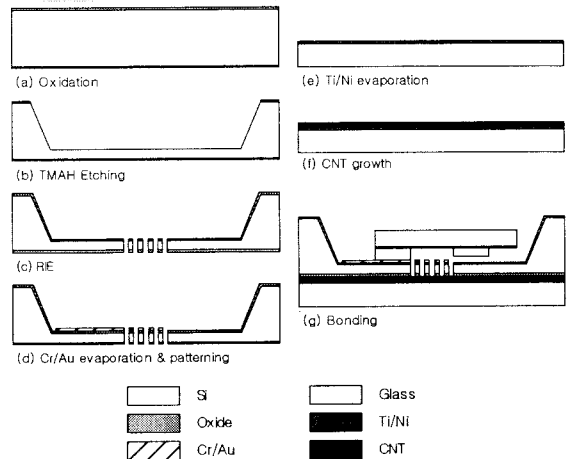 (a) Oxidation
(b) TMAH Etching
(c) RIE
(d) Cr/Au evaporation & patterning
(e) Ti/Ni evaporation
(f) CNT growth
(g) Bonding
Si
Oxide
Cr/Au
Glass
Ti/Ni
CNT